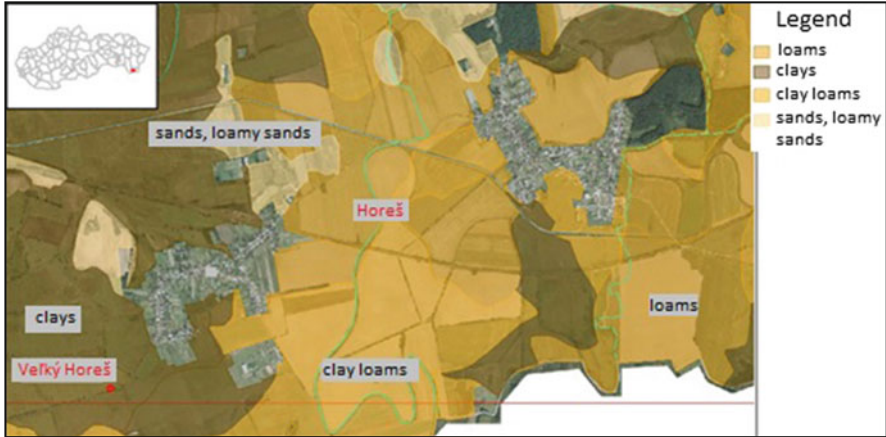 Legend
loams
clays
clay loams
sands, loamy
sands
sands, loamy sands
Horeš
clays
loams
Veľký Horeš
clay loams